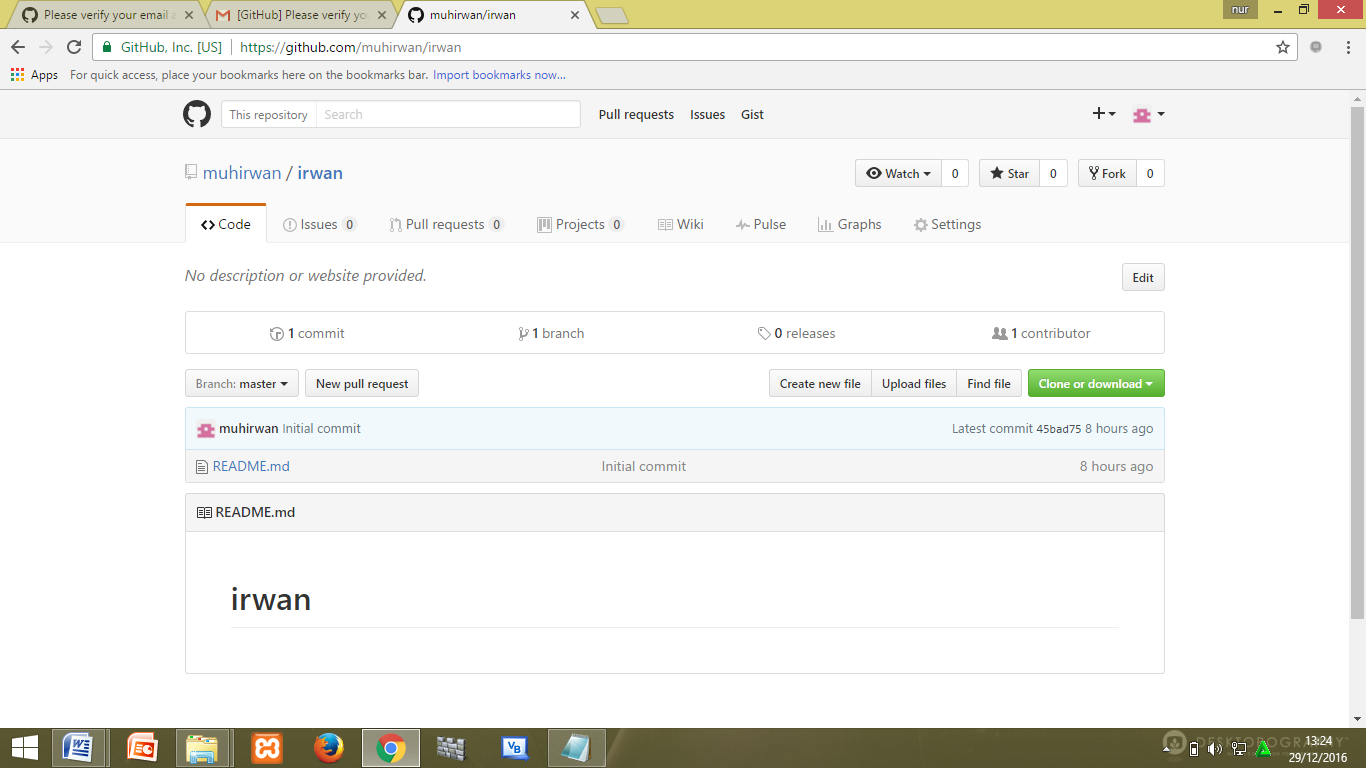 Please verify your email a
[GitHub] Please verify yo
muhirwan/irwan
nur
GitHub, Inc. [US] https://github.com/muhirwan/irwan
Apps For quick access, place your bookmarks here on the bookmarks bar. Import bookmarks now...
This repository Search Pull requests Issues Gist
muhirwan / irwan Watch 0 Star 0 Fork 0
Code Issues 0 Pull requests 0 Projects 0 Wiki Pulse Graphs Settings
No description or website provided. Edit
1 commit 1 branch 0 releases 1 contributor
Branch: master New pull request Create new file Upload files Find file Clone or download
muhirwan Initial commit Latest commit 45bad75 8 hours ago
README.md Initial commit 8 hours ago
README.md
irwan
VB
DESKTOPOGRAPHY
13:24
29/12/2016